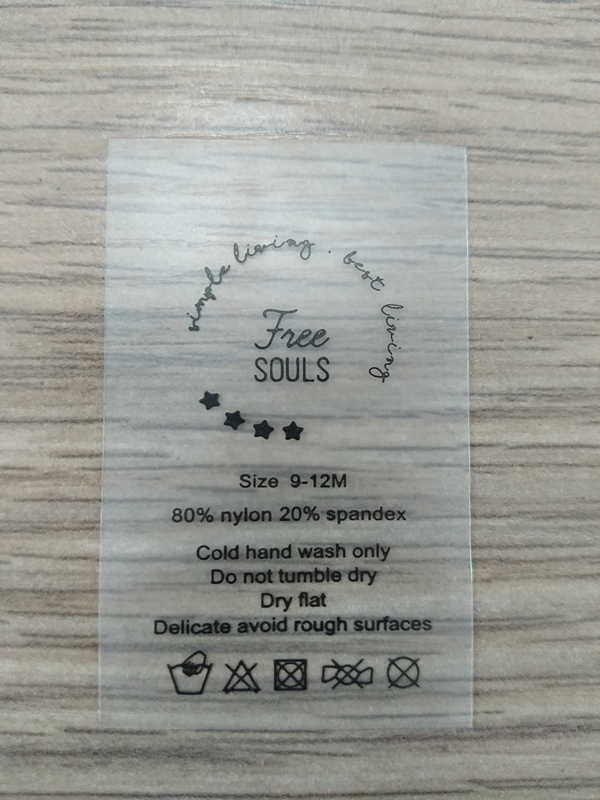 simple living . best living
Free
SOULS
Size 9-12M
80% nylon 20% spandex
Cold hand wash only
Do not tumble dry
Dry flat
Delicate avoid rough surfaces